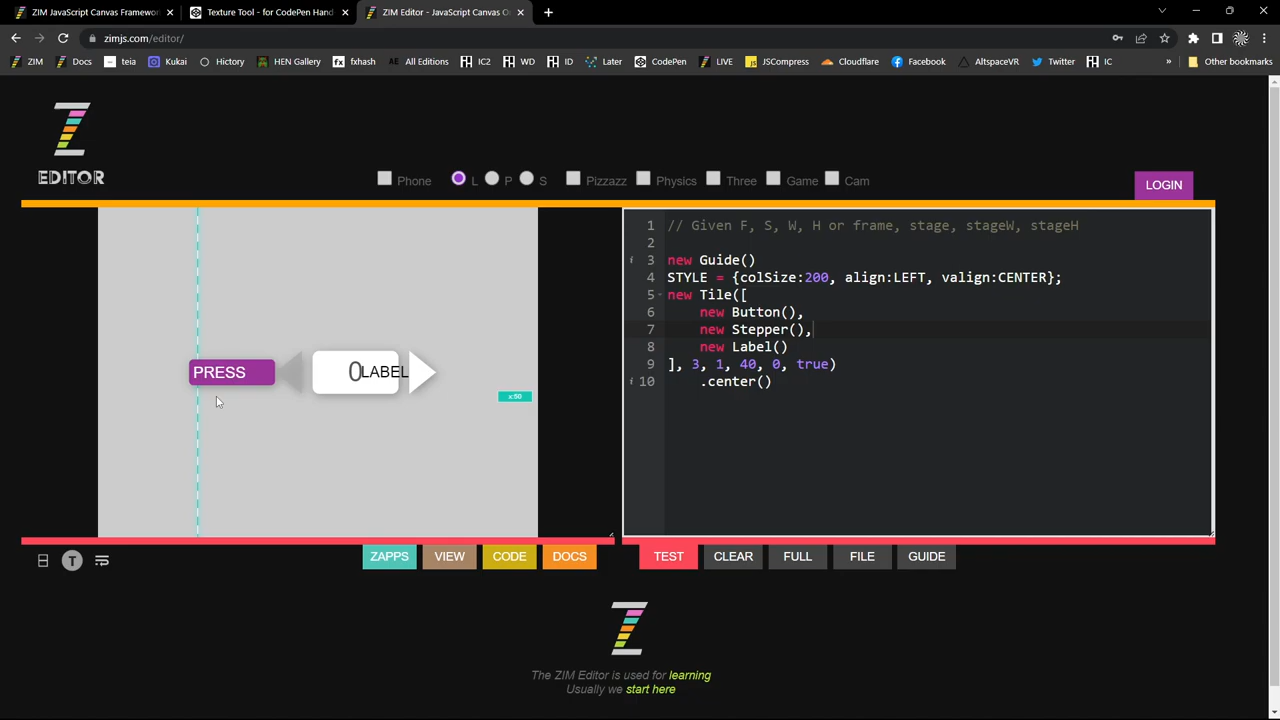 ZIM JavaScript Canvas Framewor
Texture Tool - for CodePen Hand
ZIM Editor - JavaScript Canvas O
zimjs.com/editor/
ZIM
Docs
teia
Kukai
Hictory
HEN Gallery
fxhash
All Editions
IC2
WD
ID
Later
CodePen
LIVE
JSCompress
Cloudflare
Facebook
AltspaceVR
Twitter
IC
»
Other bookmarks
EDITOR
Phone
L
P
S
Pizzazz
Physics
Three
Game
Cam
LOGIN
PRESS
0
LABEL
x:50
1 // Given F, S, W, H or frame, stage, stageW, stageH
2
3 new Guide()
4 STYLE = {colSize:200, align:LEFT, valign:CENTER};
5 new Tile([
6 new Button(),
7 new Stepper(),
8 new Label()
9 ], 3, 1, 40, 0, true)
10 .center()
T
ZAPPS
VIEW
CODE
DOCS
TEST
CLEAR
FULL
FILE
GUIDE
The ZIM Editor is used for learning
Usually we start here